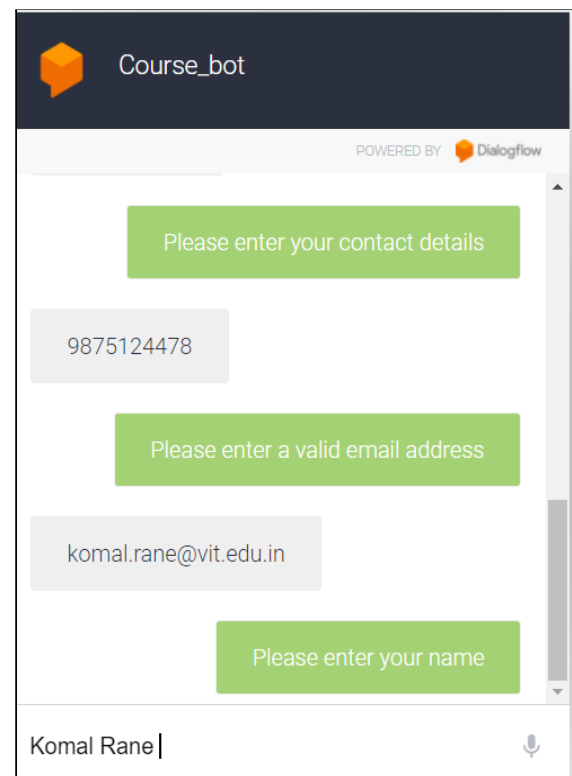 Course_bot
POWERED BY Dialogflow
Please enter your contact details
9875124478
Please enter a valid email address
komal.rane@vit.edu.in
Please enter your name
Komal Rane